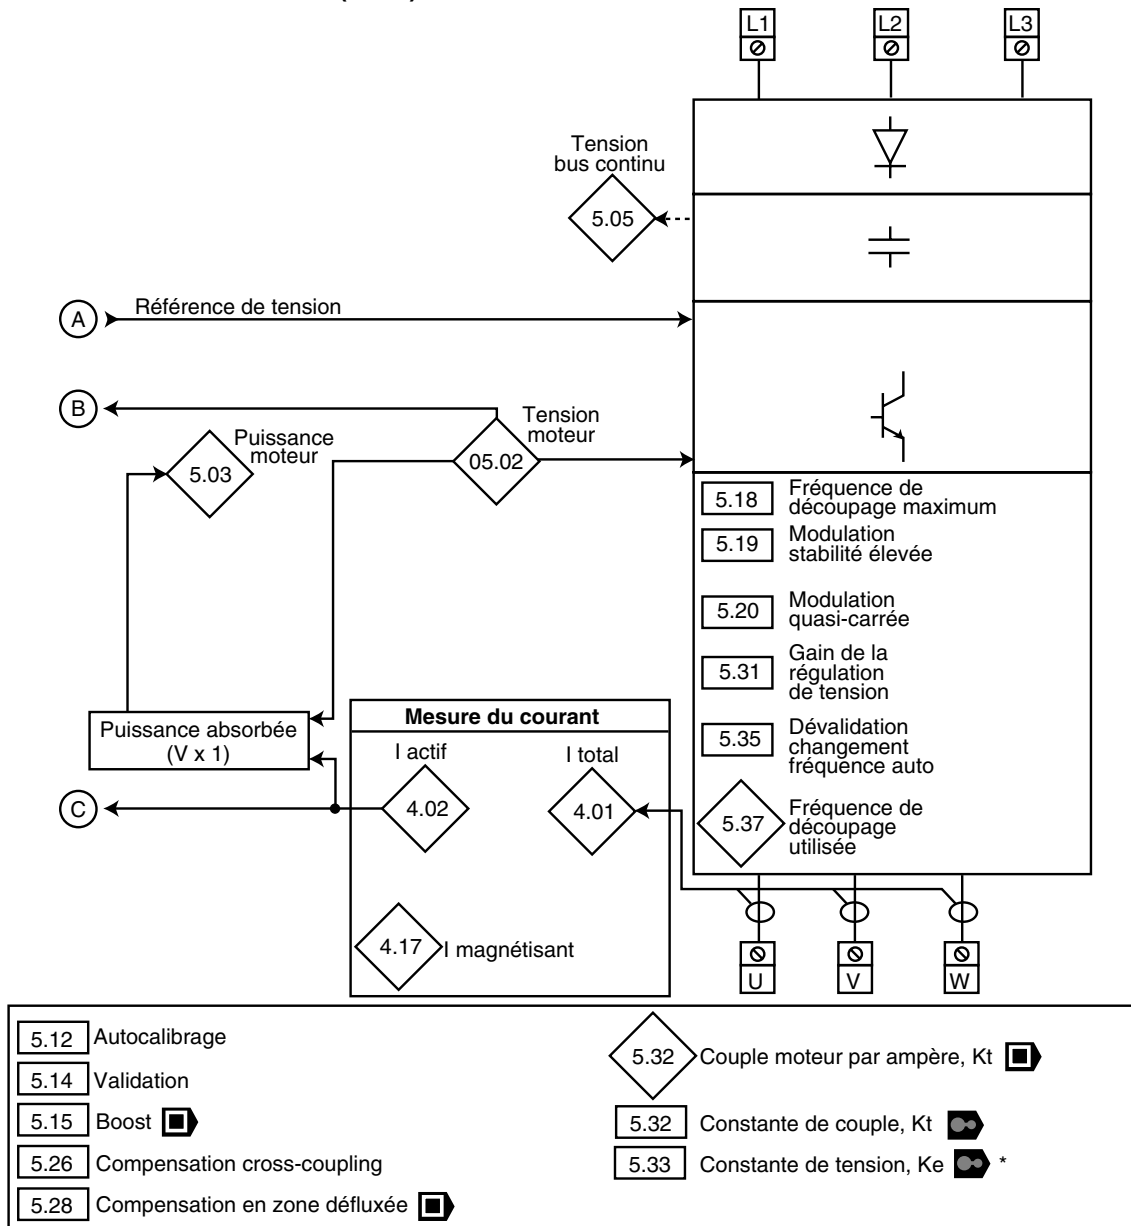 L1
L2
L3
Tension
bus continu
5.05
A
Référence de tension
B
Puissance
moteur
5.03
Tension
moteur
05.02
5.18
Fréquence de
découpage maximum
5.19
Modulation
stabilité élevée
5.20
Modulation
quasi-carrée
5.31
Gain de la
régulation
de tension
5.35
Dévalidation
changement
fréquence auto
5.37
Fréquence de
découpage
utilisée
Puissance absorbée
(V x 1)
Mesure du courant
I actif
4.02
I total
4.01
C
4.17
I magnétisant
U
V
W
5.12 Autocalibrage
5.14 Validation
5.15 Boost
5.26 Compensation cross-coupling
5.28 Compensation en zone défluxée
5.32 Couple moteur par ampère, Kt
5.32 Constante de couple, Kt
5.33 Constante de tension, Ke *